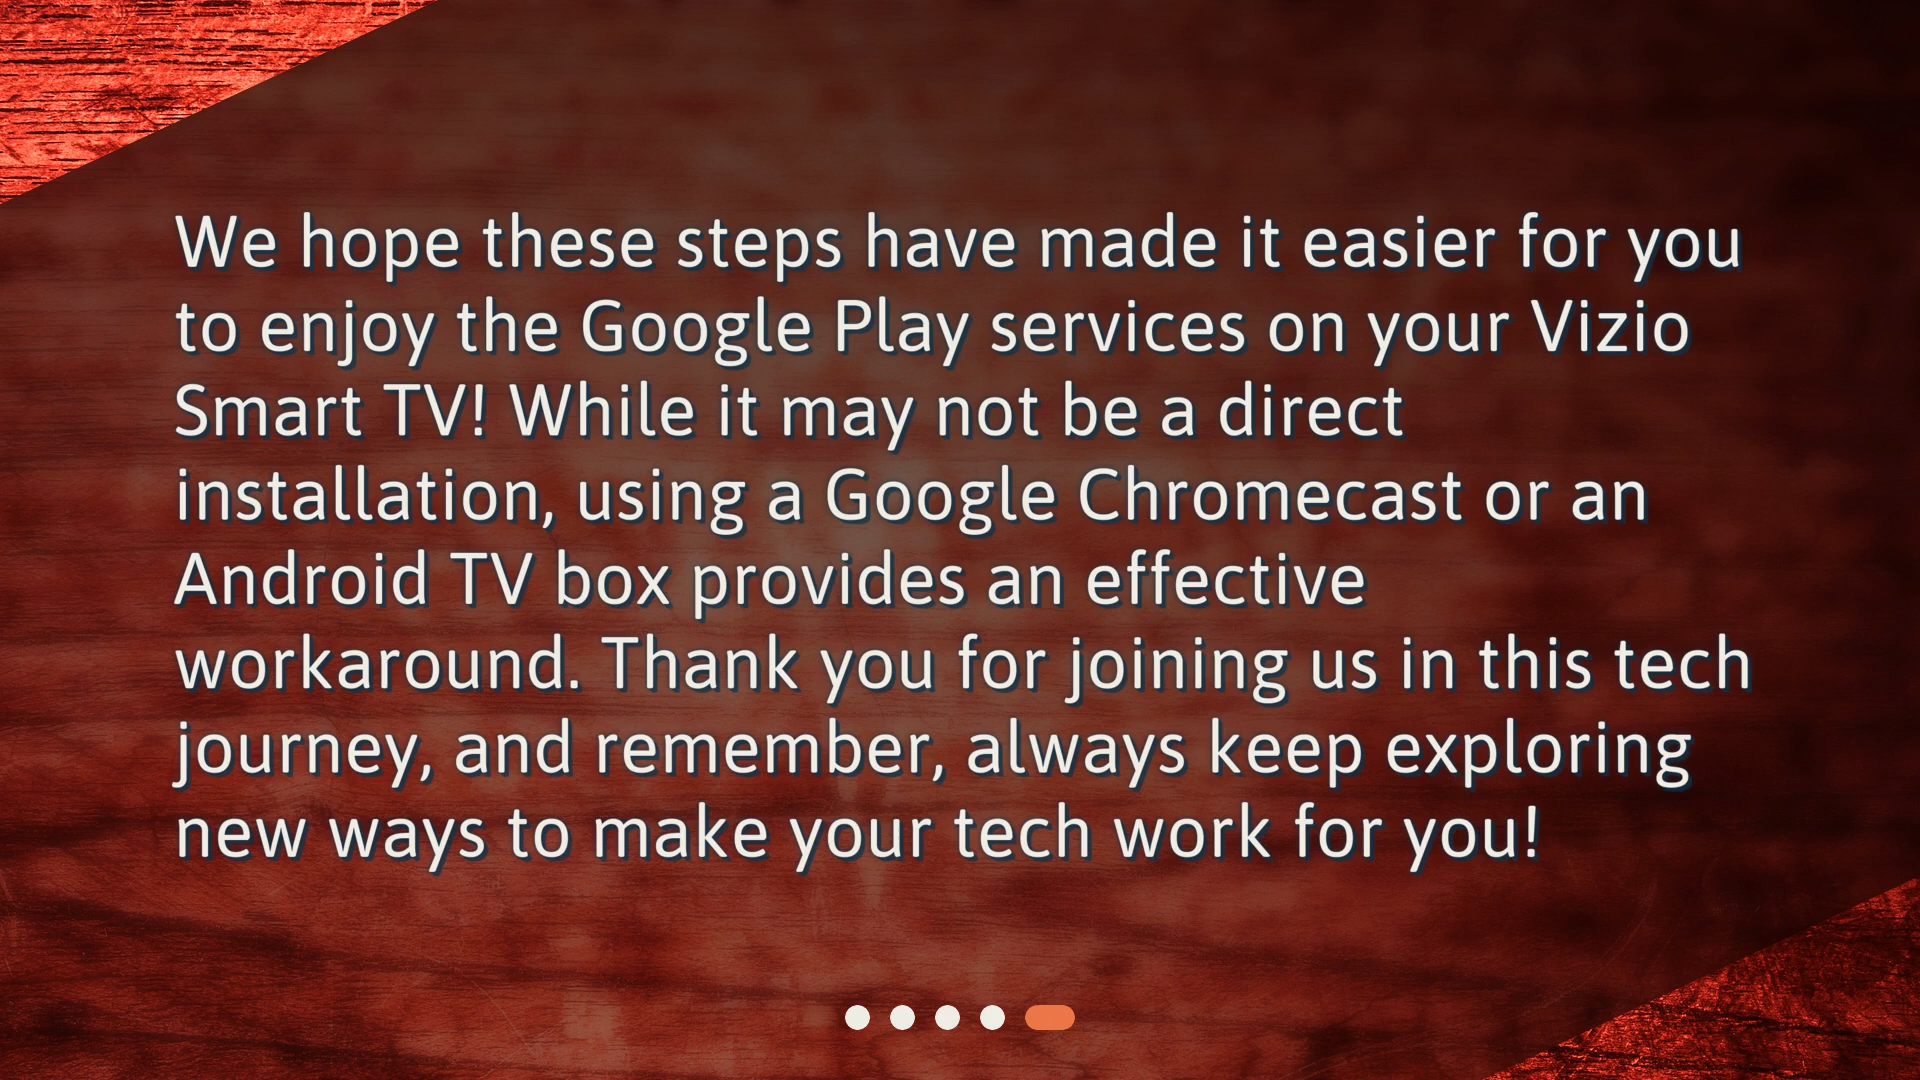 We hope these steps have made it easier for you
to enjoy the Google Play services on your Vizio
Smart TV! While it may not be a direct
installation, using a Google Chromecast or an
Android TV box provides an effective
workaround. Thank you for joining us in this tech
journey, and remember, always keep exploring
new ways to make your tech work for you!